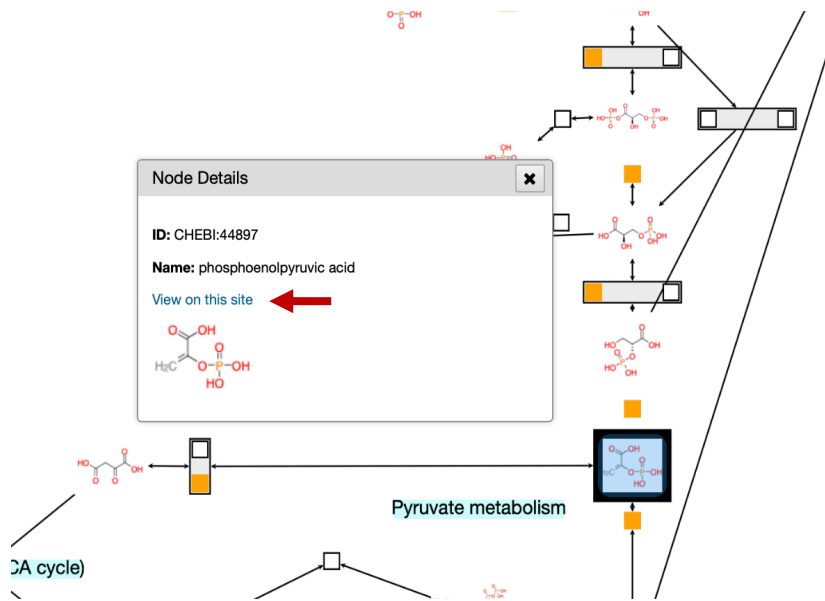 Node Details
ID: CHEBI:44897
Name: phosphoenolpyruvic acid
View on this site
Pyruvate metabolism
CA cycle)